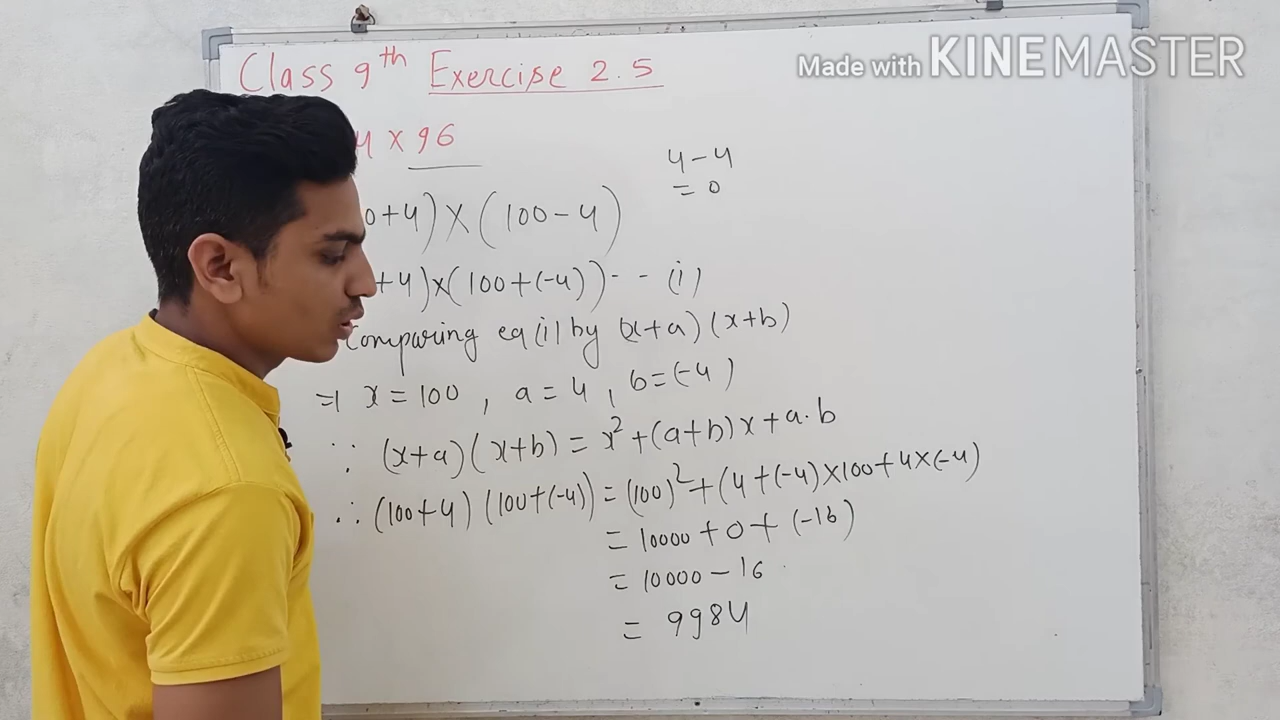 Class 9th Exercise 2.5
Made with KINEMASTER
4 × 96
0+4) × (100-4)
4-4
= 0
+4)×(100+(-4)) -- (i)
Comparing eq (i) by (x+a) (x+b)
⇒ x = 100 , a = 4 , b = (-4)
∵ (x+a) (x+b) = x²+(a+b)x+a.b
∴ (100+4) (100+(-4)) = (100)²+(4+(-4)×100+4×(-4)
= 10000 + 0 + (-16)
= 10000 - 16
= 9984